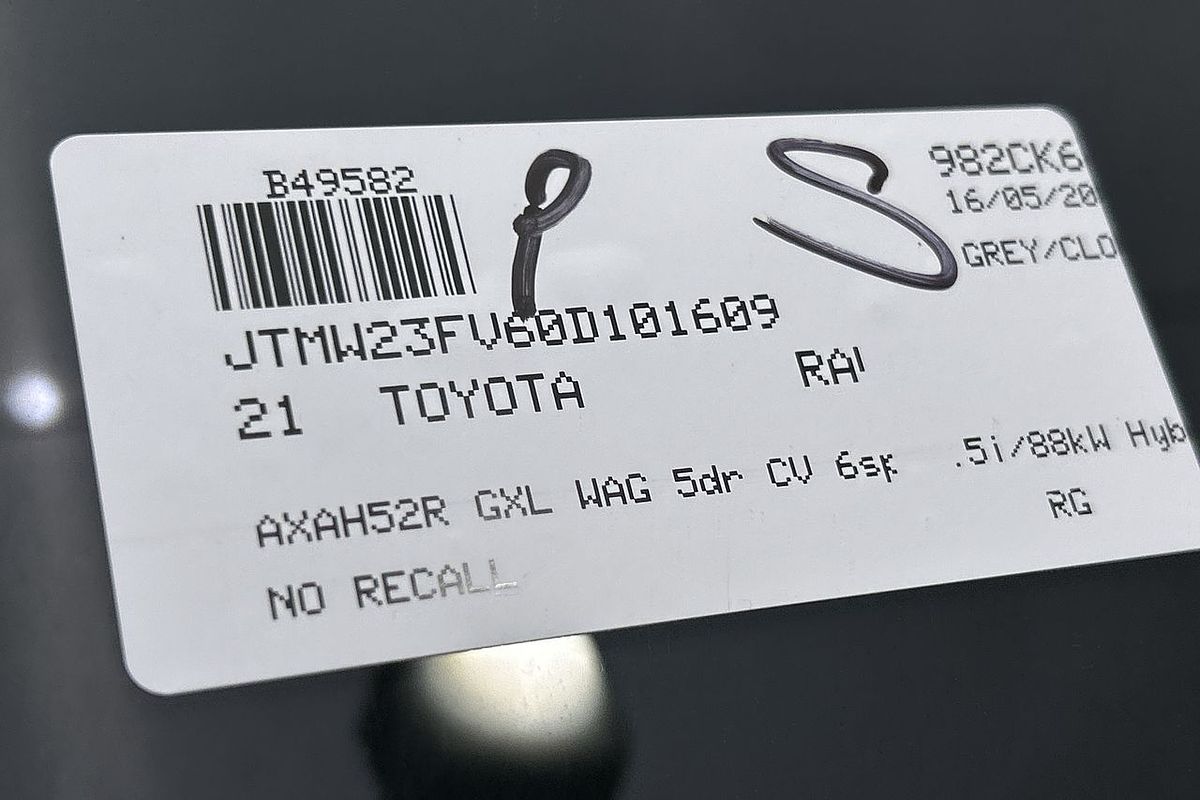 B49582
P S
982CK6
16/05/20
GREY/CLO
JTMW23FV60D101609
21 TOYOTA RA
AXAH52R GXL WAG 5dr CV 6sp .5i/88kW Hyb
RG
NO RECALL